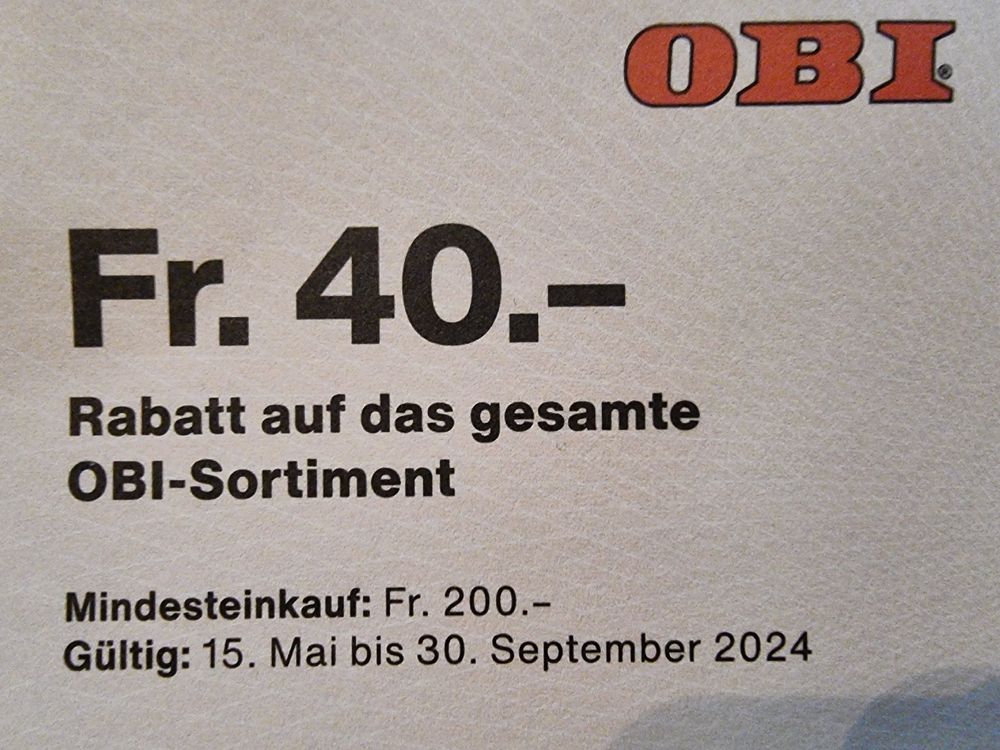 OBI®
Fr. 40.–
Rabatt auf das gesamte
OBI-Sortiment
Mindesteinkauf: Fr. 200.–
Gültig: 15. Mai bis 30. September 2024